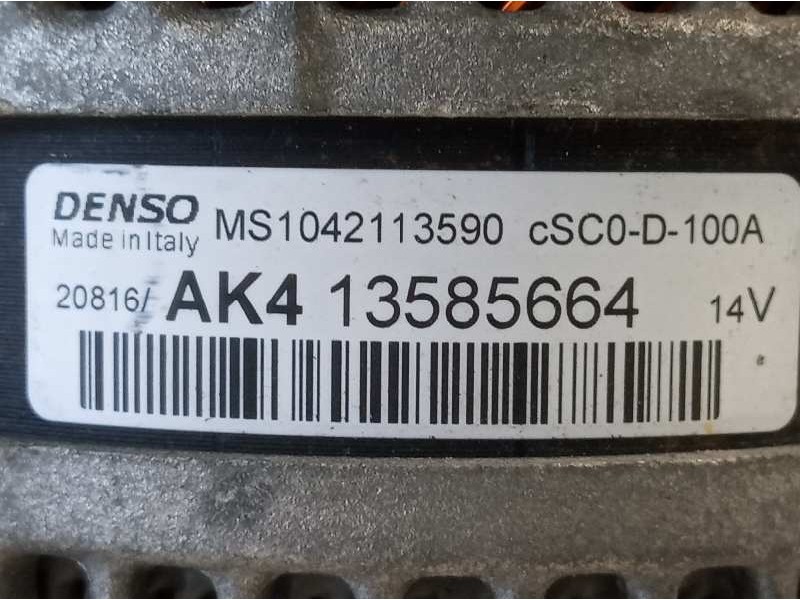 DENSO MS1042113590 cSC0-D-100A
Made in Italy
20816/ AK4 13585664 14V